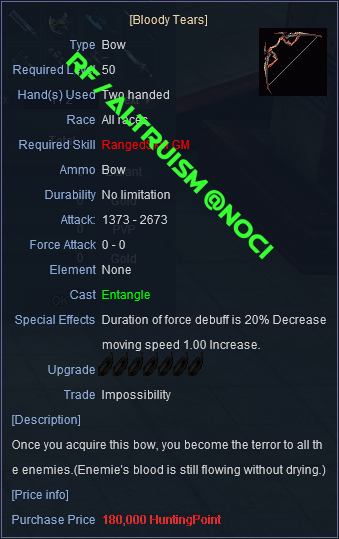 [Bloody Tears]
Type Bow
Required Level 50
Hand(s) Used Two handed
Race All races
Required Skill Ranged GM
Ammo Bow
Durability No limitation
Attack: 1373 - 2673
Force Attack 0 - 0
Element None
Cast Entangle
Special Effects Duration of force debuff is 20% Decrease
moving speed 1.00 Increase.
Upgrade
Trade Impossibility
[Description]
Once you acquire this bow, you become the terror to all th
e enemies.(Enemie's blood is still flowing without drying.)
[Price info]
Purchase Price 180,000 HuntingPoint
RF / ALTRUISM @NOCI